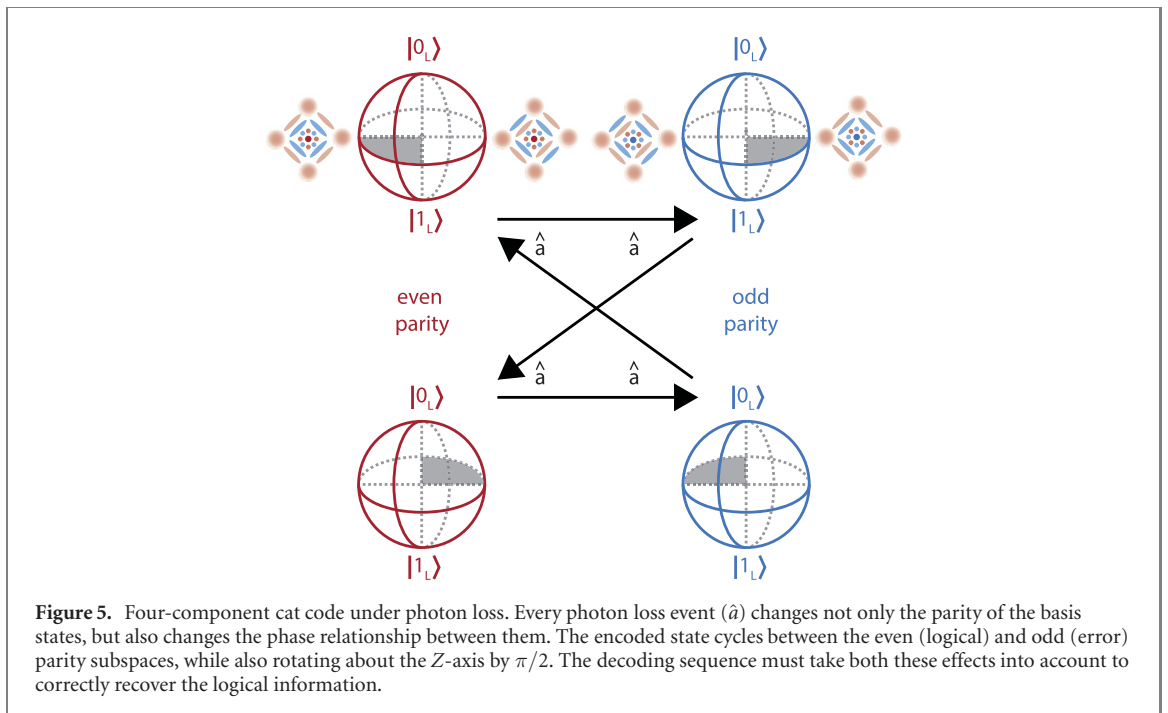 |0L⟩ |0L⟩
|1L⟩ |1L⟩
â â
even parity odd parity
â â
|0L⟩ |0L⟩
|1L⟩ |1L⟩
Figure 5. Four-component cat code under photon loss. Every photon loss event (â) changes not only the parity of the basis
states, but also changes the phase relationship between them. The encoded state cycles between the even (logical) and odd (error)
parity subspaces, while also rotating about the Z-axis by π/2. The decoding sequence must take both these effects into account to
correctly recover the logical information.